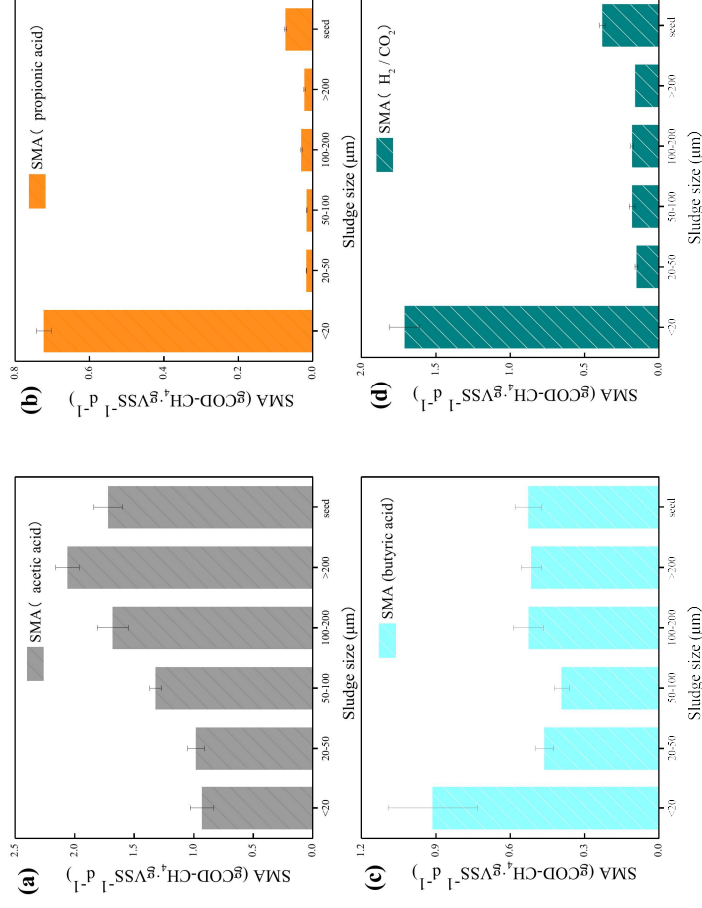 (a)
SMA( acetic acid)
2.5
2.0
1.5
1.0
0.5
0.0
<20
20-50
50-100
100-200
>200
seed
Sludge size (μm)
SMA (gCOD-CH₄·gVSS⁻¹ d⁻¹)
(b)
SMA( propionic acid)
0.8
0.6
0.4
0.2
0.0
<20
20-50
50-100
100-200
>200
seed
Sludge size (μm)
SMA (gCOD-CH₄·gVSS⁻¹ d⁻¹)
(c)
SMA (butyric acid)
1.2
0.9
0.6
0.3
0.0
<20
20-50
50-100
100-200
>200
seed
Sludge size (μm)
SMA (gCOD-CH₄·gVSS⁻¹ d⁻¹)
(d)
SMA( H₂ / CO₂)
2.0
1.5
1.0
0.5
0.0
<20
20-50
50-100
100-200
>200
seed
Sludge size (μm)
SMA (gCOD-CH₄·gVSS⁻¹ d⁻¹)